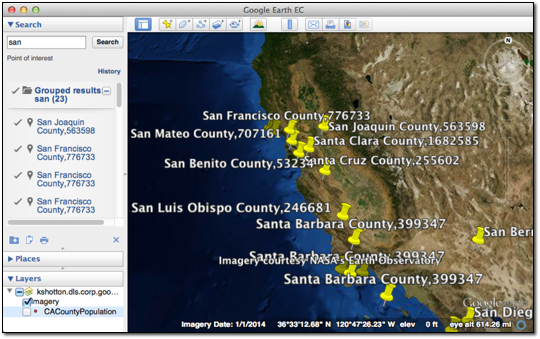 Google Earth EC
Search
san
Search
Point of interest
History
Grouped results:
san (23)
San Joaquin
County,563598
San Francisco
County,776733
San Francisco
County,776733
San Francisco
County,776733
Places
Layers
kshotton.dls.corp.goo...
Imagery
CACountyPopulation
N
San Francisco County,776733
San Joaquin County,563598
San Mateo County,707161
Santa Clara County,1682585
San Benito County,53234
Santa Cruz County,255602
San Luis Obispo County,246681
Santa Barbara County,399347
San Bern
Santa Barbara County,399347
Imagery Courtesy NASA's Earth Observatory
Santa Barbara County,399347
Google earth
San Dieg
Imagery Date: 1/1/2014 36°33'12.68" N 120°47'26.23" W elev 0 ft eye alt 614.26 mi